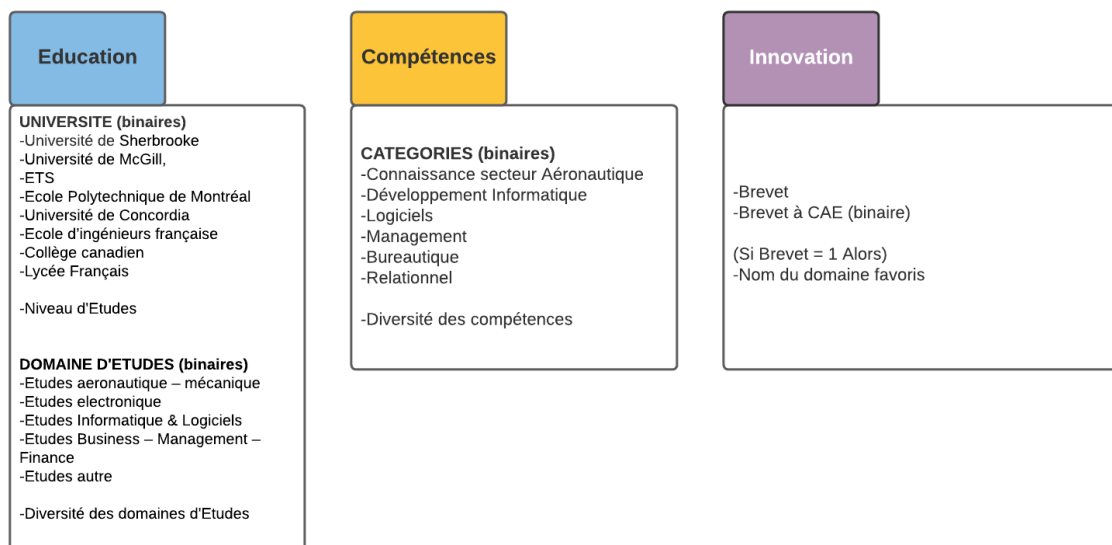 Education
UNIVERSITE (binaires)
-Université de Sherbrooke
-Université de McGill,
-ETS
-Ecole Polytechnique de Montréal
-Université de Concordia
-Ecole d'ingénieurs française
-Collège canadien
-Lycée Français
-Niveau d'Etudes
DOMAINE D'ETUDES (binaires)
-Etudes aeronautique – mécanique
-Etudes electronique
-Etudes Informatique & Logiciels
-Etudes Business – Management –
Finance
-Etudes autre
-Diversité des domaines d'Etudes
Compétences
CATEGORIES (binaires)
-Connaissance secteur Aéronautique
-Développement Informatique
-Logiciels
-Management
-Bureautique
-Relationnel
-Diversité des compétences
Innovation
-Brevet
-Brevet à CAE (binaire)
(Si Brevet = 1 Alors)
-Nom du domaine favoris